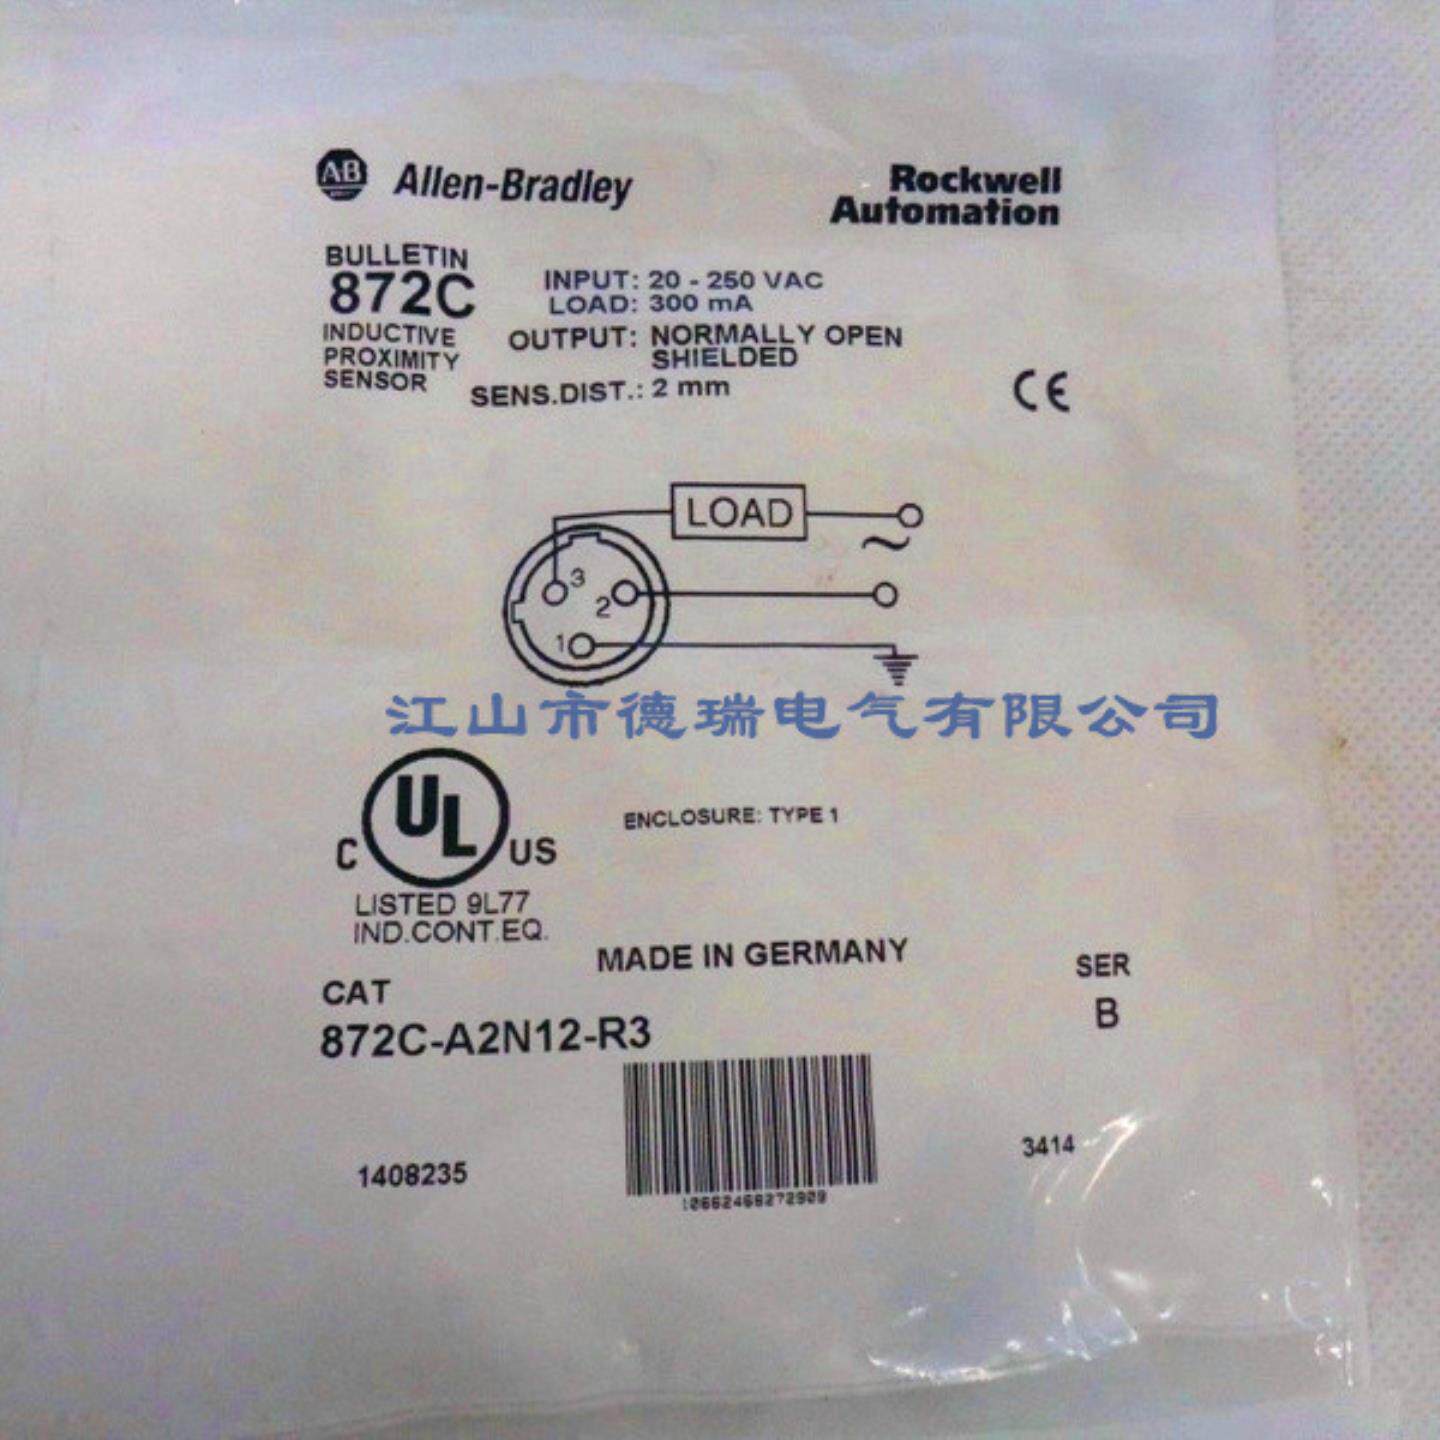 AB Allen-Bradley
Rockwell
Automation
BULLETIN
872C
INDUCTIVE
PROXIMITY
SENSOR
INPUT: 20 - 250 VAC
LOAD: 300 mA
OUTPUT: NORMALLY OPEN
SHIELDED
SENS.DIST.: 2 mm
CE
LOAD
~
3
2
1
江山市德瑞电气有限公司
C UL US
LISTED 9L77
IND.CONT.EQ.
ENCLOSURE: TYPE 1
MADE IN GERMANY
CAT
872C-A2N12-R3
SER
B
1408235
10662468272909
3414